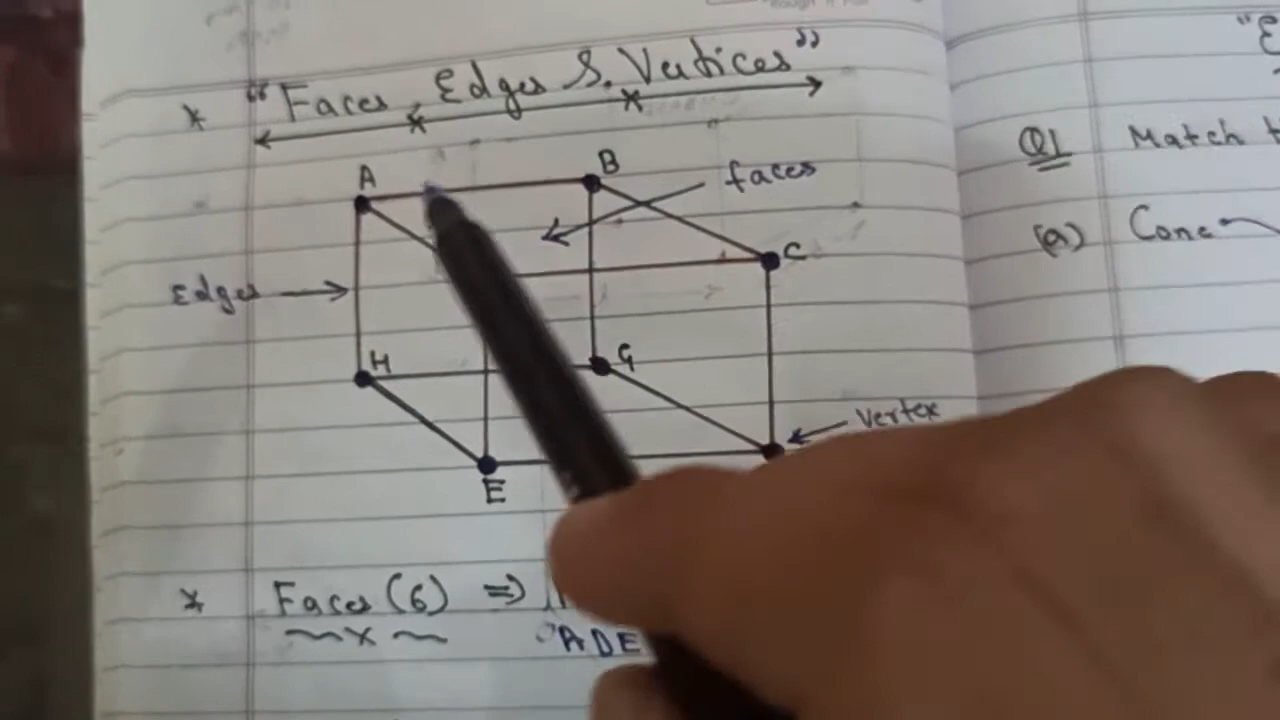 * "Faces, Edges & Vertices"
A
B
faces
C
Edges
H
G
Vertex
E
* Faces (6) ⇒
ADE
Q1 Match
(a) Cone